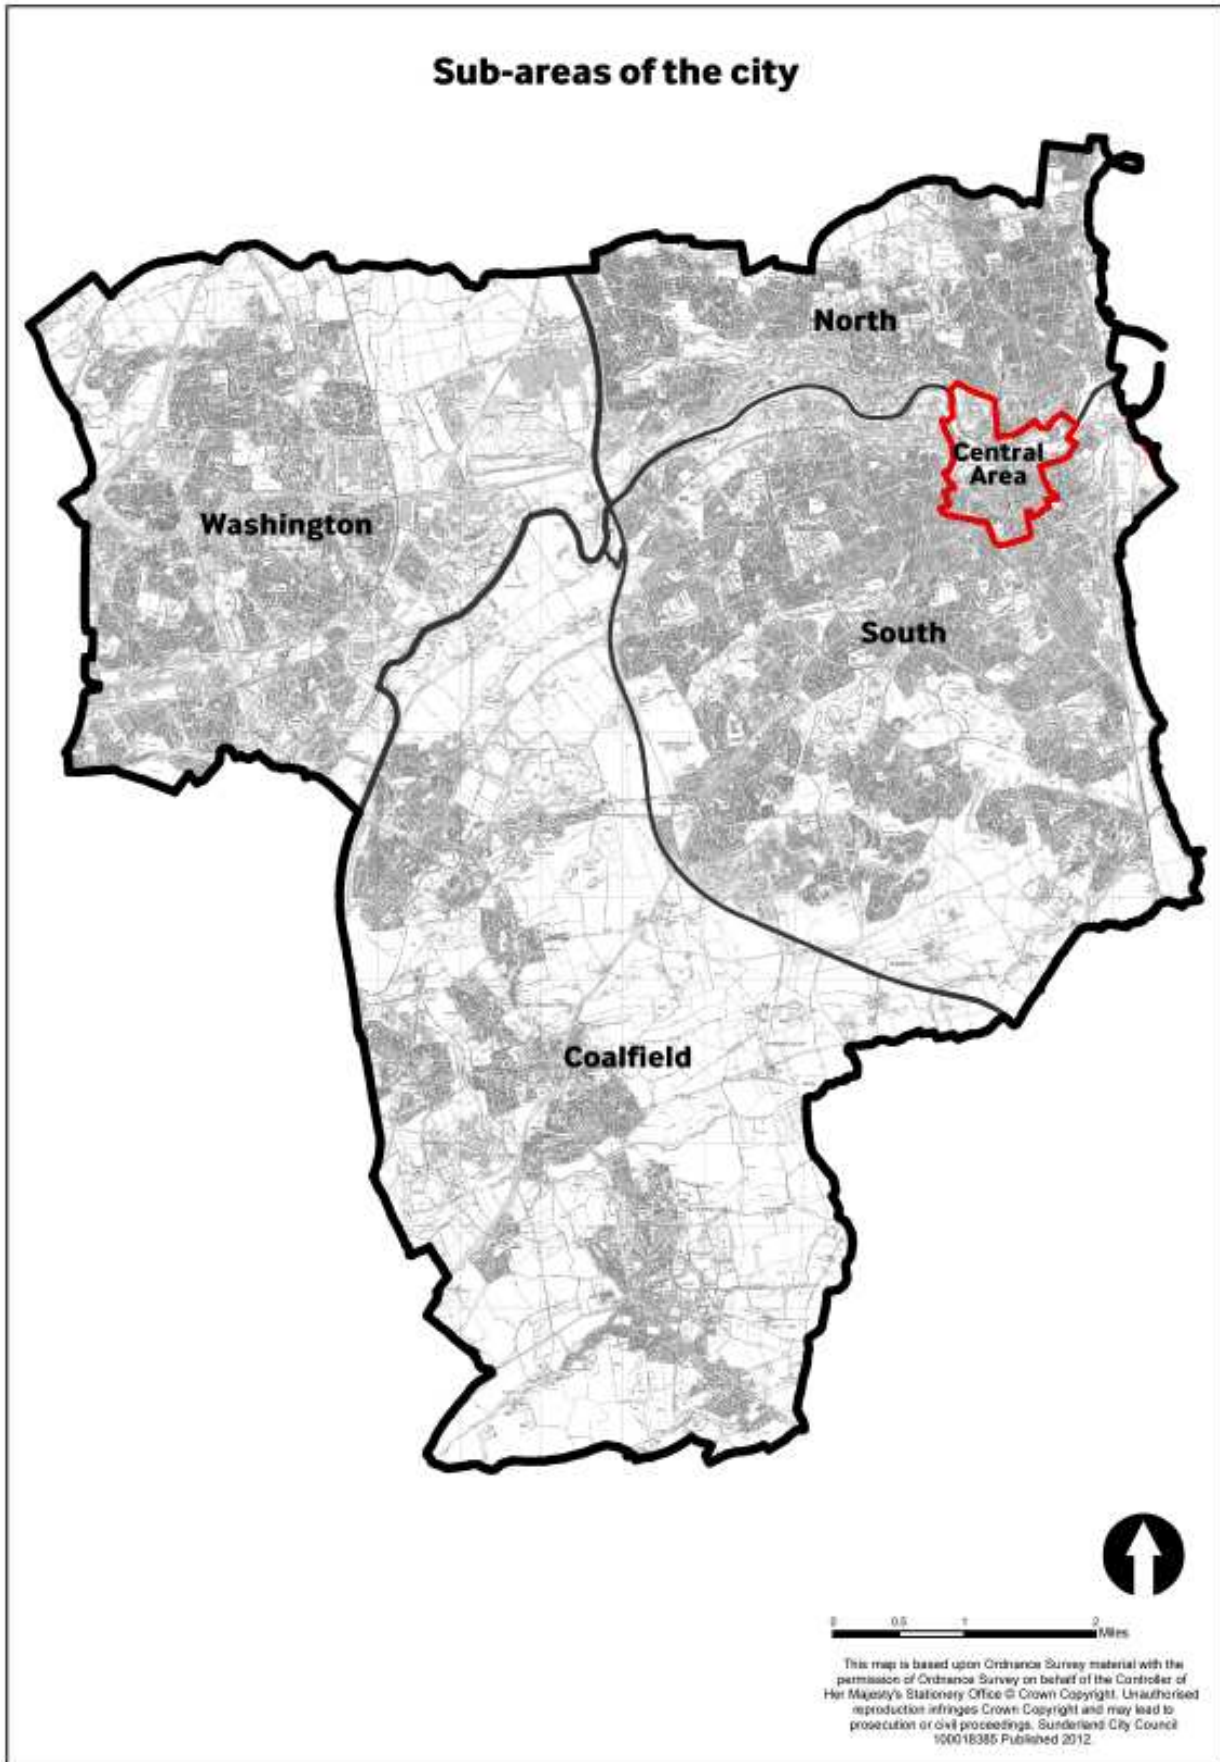 Sub-areas of the city
North
Central
Area
Washington
South
Coalfield
0 0.5 1 2
Miles
This map is based upon Ordnance Survey material with the
permission of Ordnance Survey on behalf of the Controller of
Her Majesty's Stationery Office © Crown Copyright. Unauthorised
reproduction infringes Crown Copyright and may lead to
prosecution or civil proceedings. Sunderland City Council
100018385 Published 2012